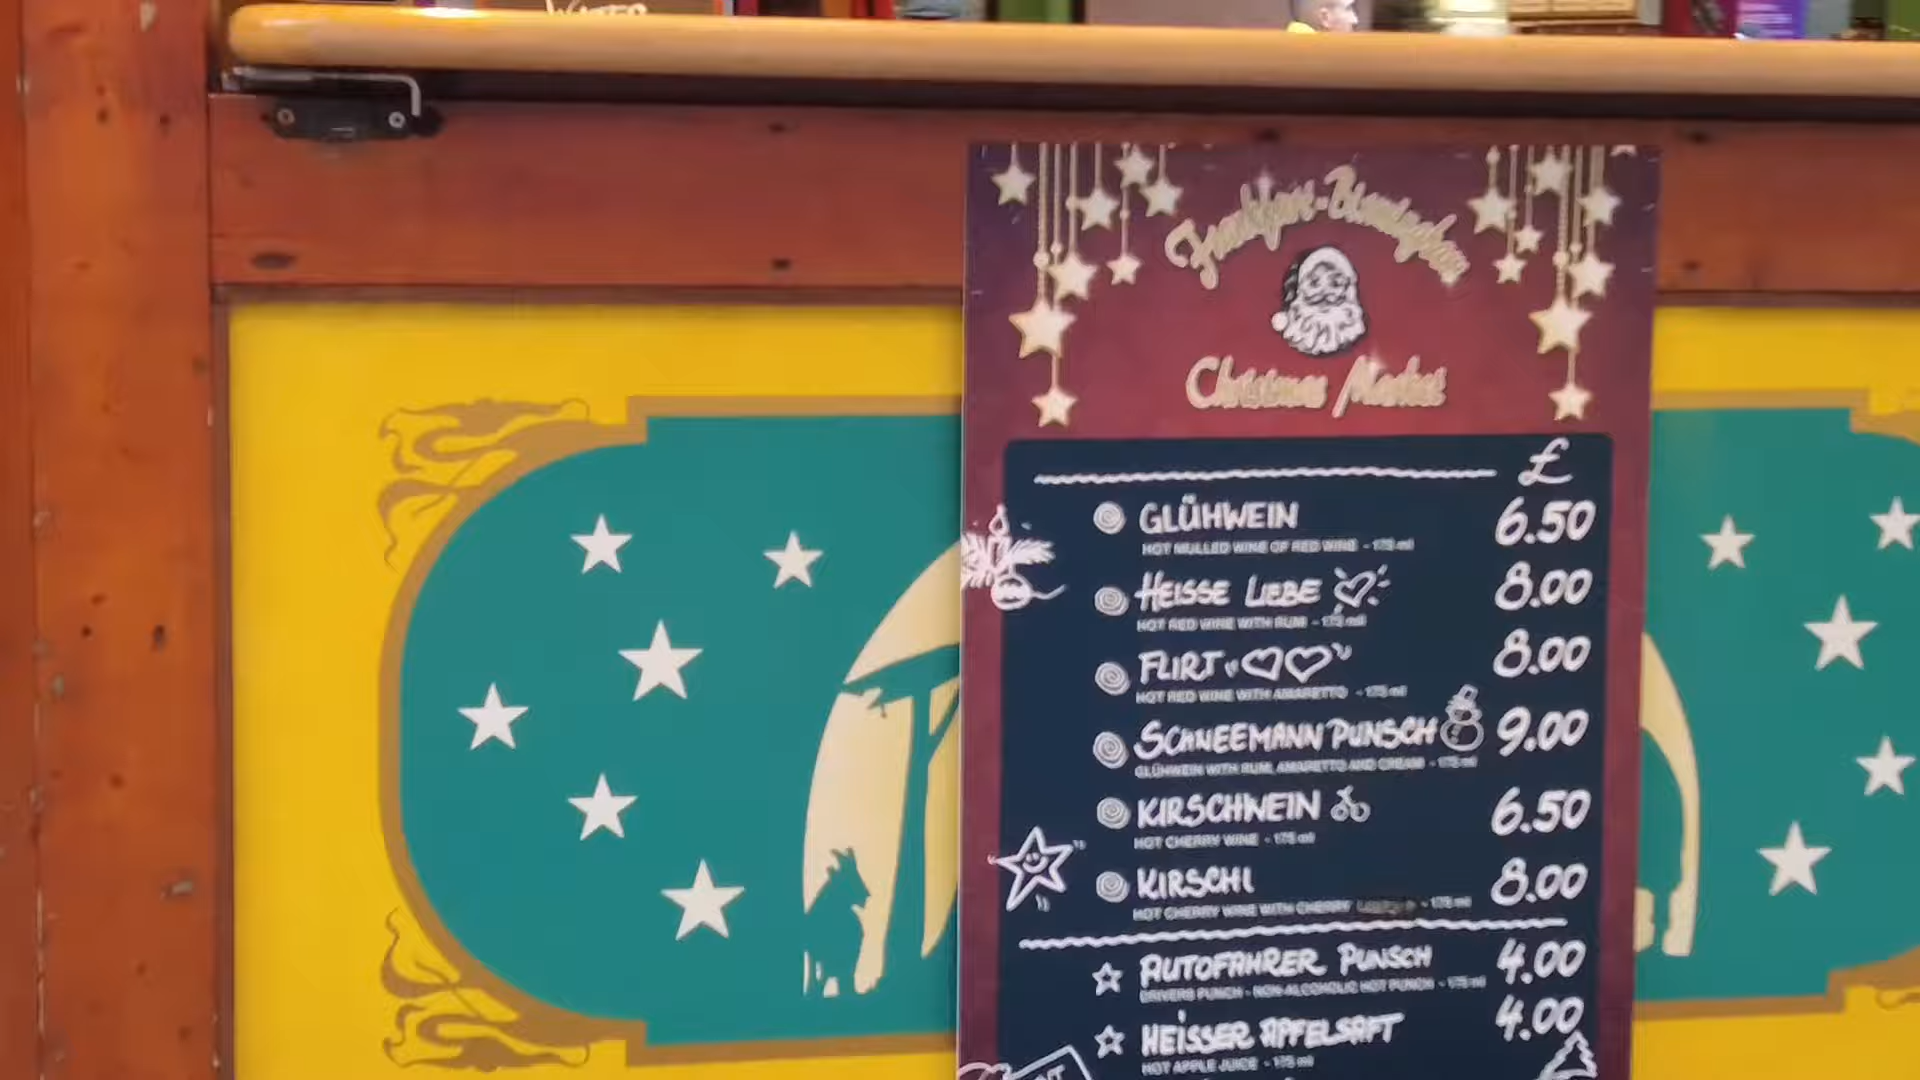 WATER
Frankfurt-Birmingham
Christmas Market
£
GLÜHWEIN 6.50
HOT MULLED WINE OF RED WINE - 175 ml
HEISSE LIEBE 8.00
HOT RED WINE WITH RUM - 175 ml
FLIRT 8.00
HOT RED WINE WITH AMARETTO - 175 ml
SCHNEEMANN PUNSCH 9.00
GLÜHWEIN WITH RUM, AMARETTO AND CREAM - 175 ml
KIRSCHWEIN 6.50
HOT CHERRY WINE - 175 ml
KIRSCHI 8.00
HOT CHERRY WINE WITH CHERRY - 175 ml
AUTOFAHRER PUNSCH 4.00
DRIVERS PUNCH - NON-ALCOHOLIC HOT PUNCH - 175 ml
HEISSER APFELSAFT 4.00
HOT APPLE JUICE - 175 ml